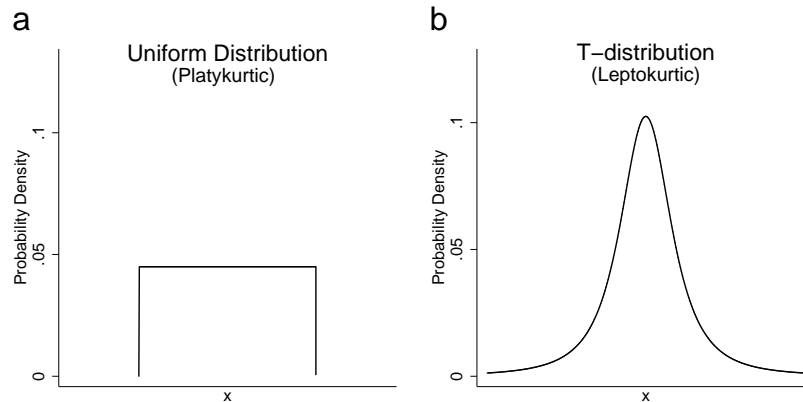 a
Uniform Distribution
(Platykurtic)
Probability Density
.1
.05
0
x
b
T−distribution
(Leptokurtic)
Probability Density
.1
.05
0
x